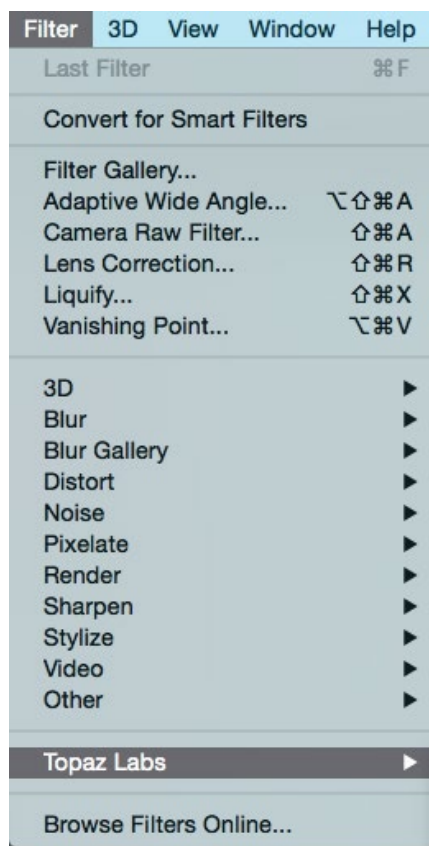 Filter 3D View Window Help
Last Filter ⌘F
Convert for Smart Filters
Filter Gallery...
Adaptive Wide Angle... ⌥⇧⌘A
Camera Raw Filter... ⇧⌘A
Lens Correction... ⇧⌘R
Liquify... ⇧⌘X
Vanishing Point... ⌥⌘V
3D ▶
Blur ▶
Blur Gallery ▶
Distort ▶
Noise ▶
Pixelate ▶
Render ▶
Sharpen ▶
Stylize ▶
Video ▶
Other ▶
Topaz Labs ▶
Browse Filters Online...